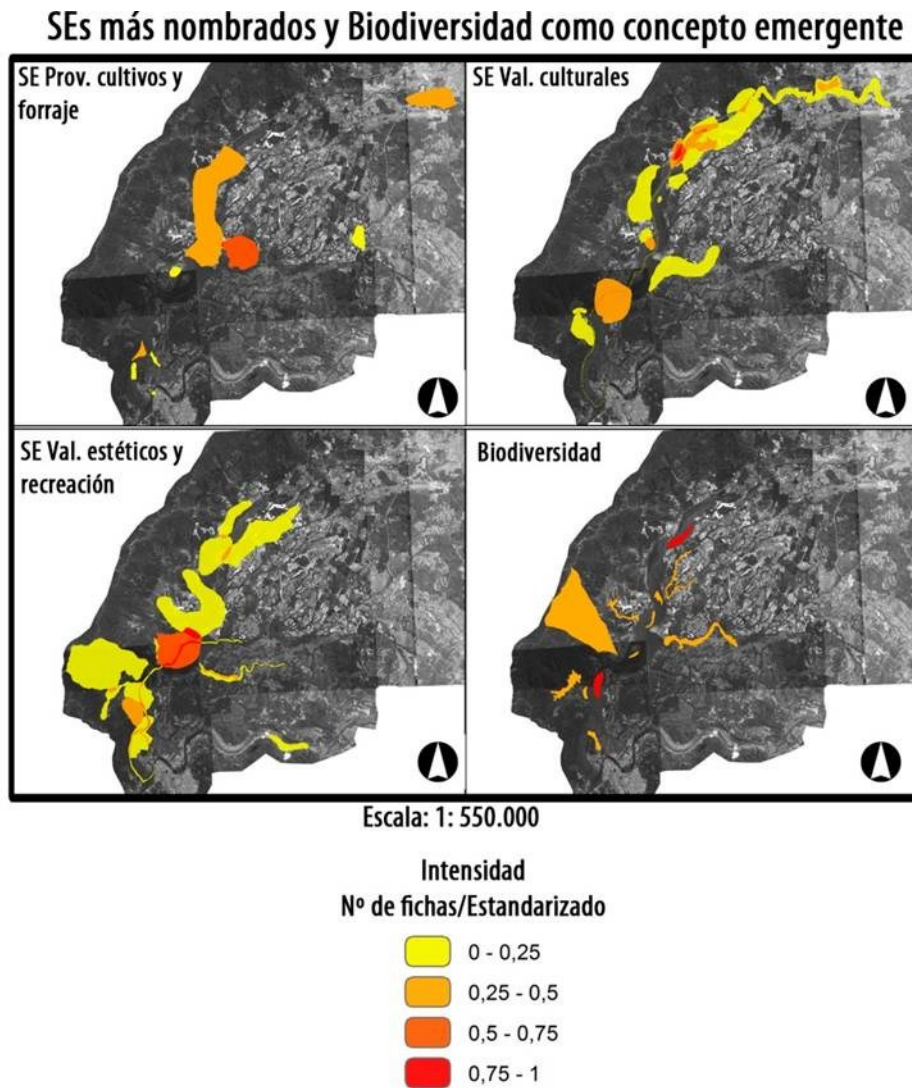 SEs más nombrados y Biodiversidad como concepto emergente
SE Prov. cultivos y
forraje
SE Val. culturales
SE Val. estéticos y
recreación
Biodiversidad
Escala: 1: 550.000
Intensidad
Nº de fichas/Estandarizado
0 - 0,25
0,25 - 0,5
0,5 - 0,75
0,75 - 1